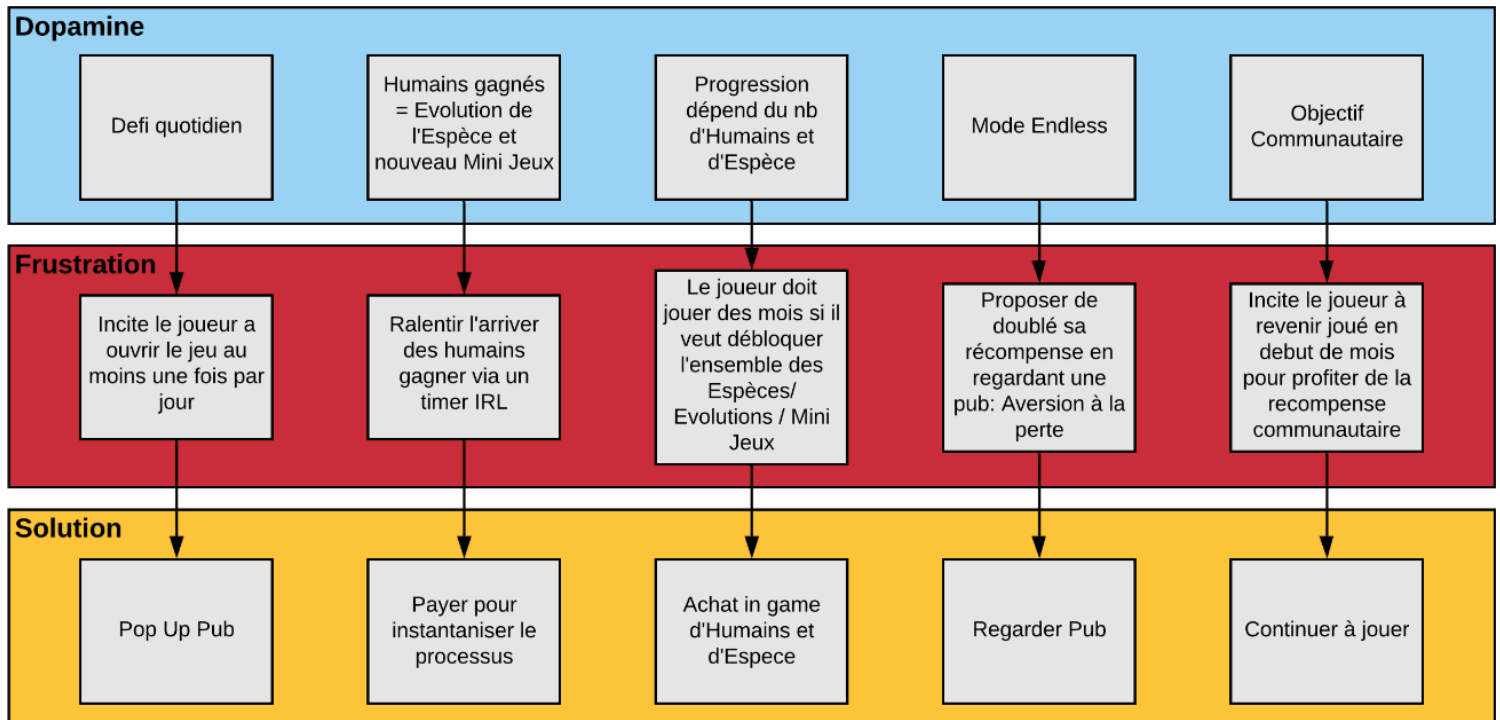 Dopamine
Defi quotidien
Humains gagnés
= Evolution de
l'Espèce et
nouveau Mini Jeux
Progression
dépend du nb
d'Humains et
d'Espèce
Mode Endless
Objectif
Communautaire
Frustration
Incite le joueur a
ouvrir le jeu au
moins une fois par
jour
Ralentir l'arriver
des humains
gagner via un
timer IRL
Le joueur doit
jouer des mois si il
veut débloquer
l'ensemble des
Espèces/
Evolutions / Mini
Jeux
Proposer de
doublé sa
récompense en
regardant une
pub: Aversion à la
perte
Incite le joueur à
revenir joué en
debut de mois
pour profiter de la
recompense
communautaire
Solution
Pop Up Pub
Payer pour
instantaniser le
processus
Achat in game
d'Humains et
d'Espece
Regarder Pub
Continuer à jouer